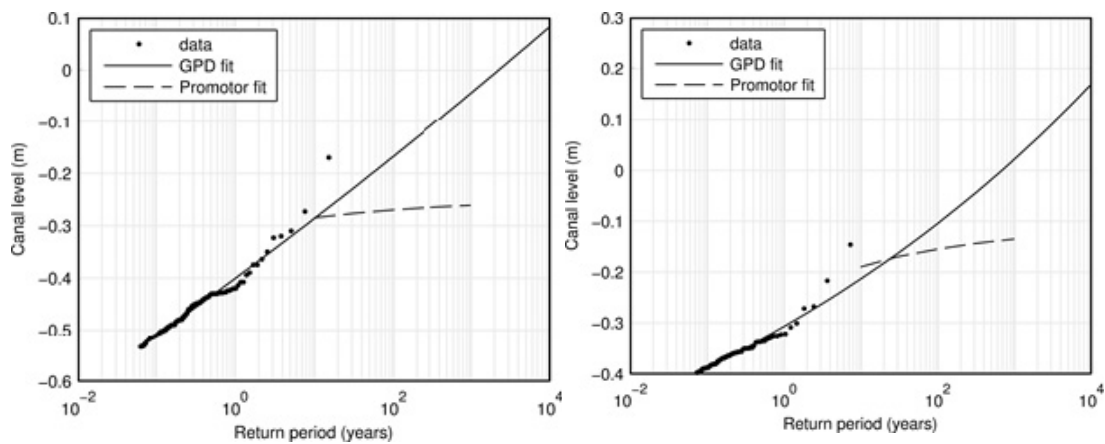 0.1
0
−0.1
−0.2
−0.3
−0.4
−0.5
−0.6
Canal level (m)
data
GPD fit
Promotor fit
10^-2
10^0
10^2
10^4
Return period (years)
0.3
0.2
0.1
0
−0.1
−0.2
−0.3
−0.4
Canal level (m)
data
GPD fit
Promotor fit
10^-2
10^0
10^2
10^4
Return period (years)